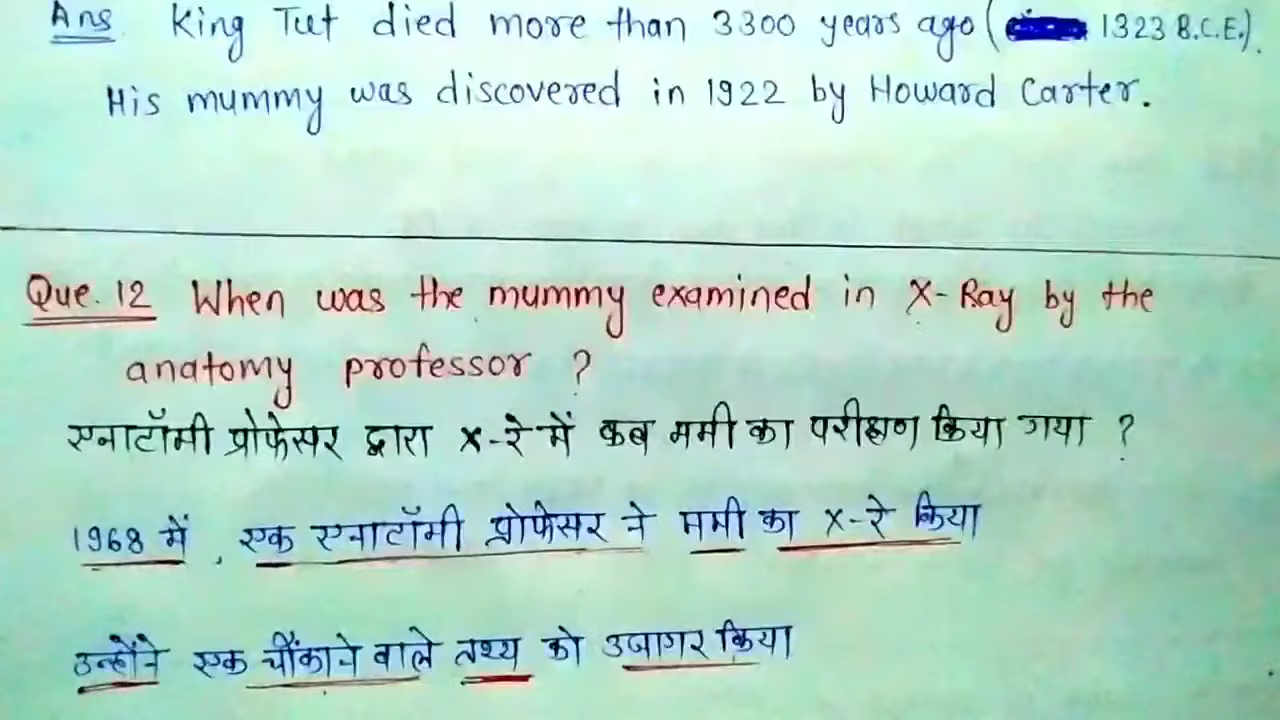 Ans King Tut died more than 3300 years ago ( 1323 B.C.E.).
His mummy was discovered in 1922 by Howard Carter.
Que. 12 When was the mummy examined in X-Ray by the
anatomy professor ?
एनाटॉमी प्रोफेसर द्वारा X-रे में कब ममी का परीक्षण किया गया ?
1968 में , एक एनाटॉमी प्रोफेसर ने ममी का X-रे किया
उन्होंने एक चौंकाने वाले तथ्य को उजागर किया